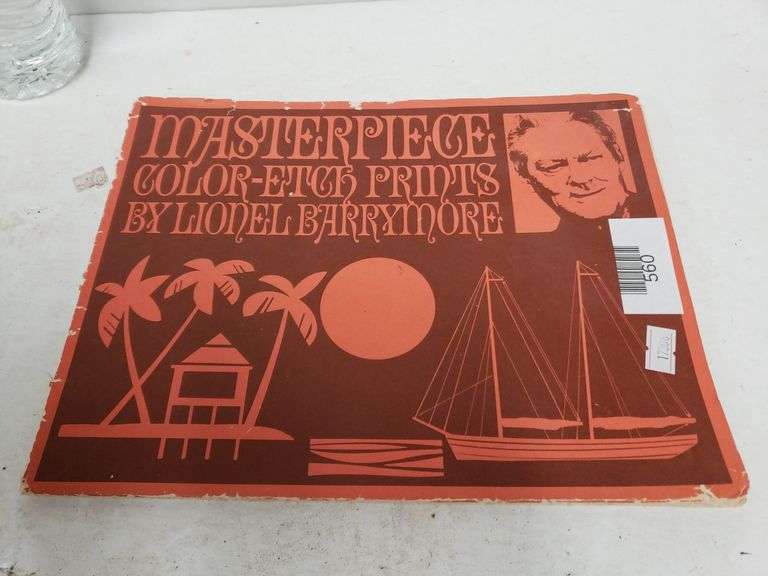 MASTERPIECE
COLOR-ETCH PRINTS
BY LIONEL BARRYMORE
560